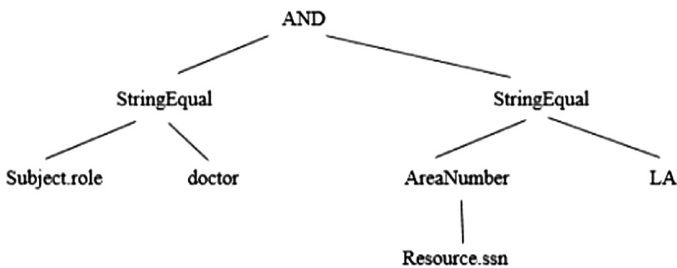 AND
StringEqual StringEqual
Subject.role doctor AreaNumber LA
Resource.ssn